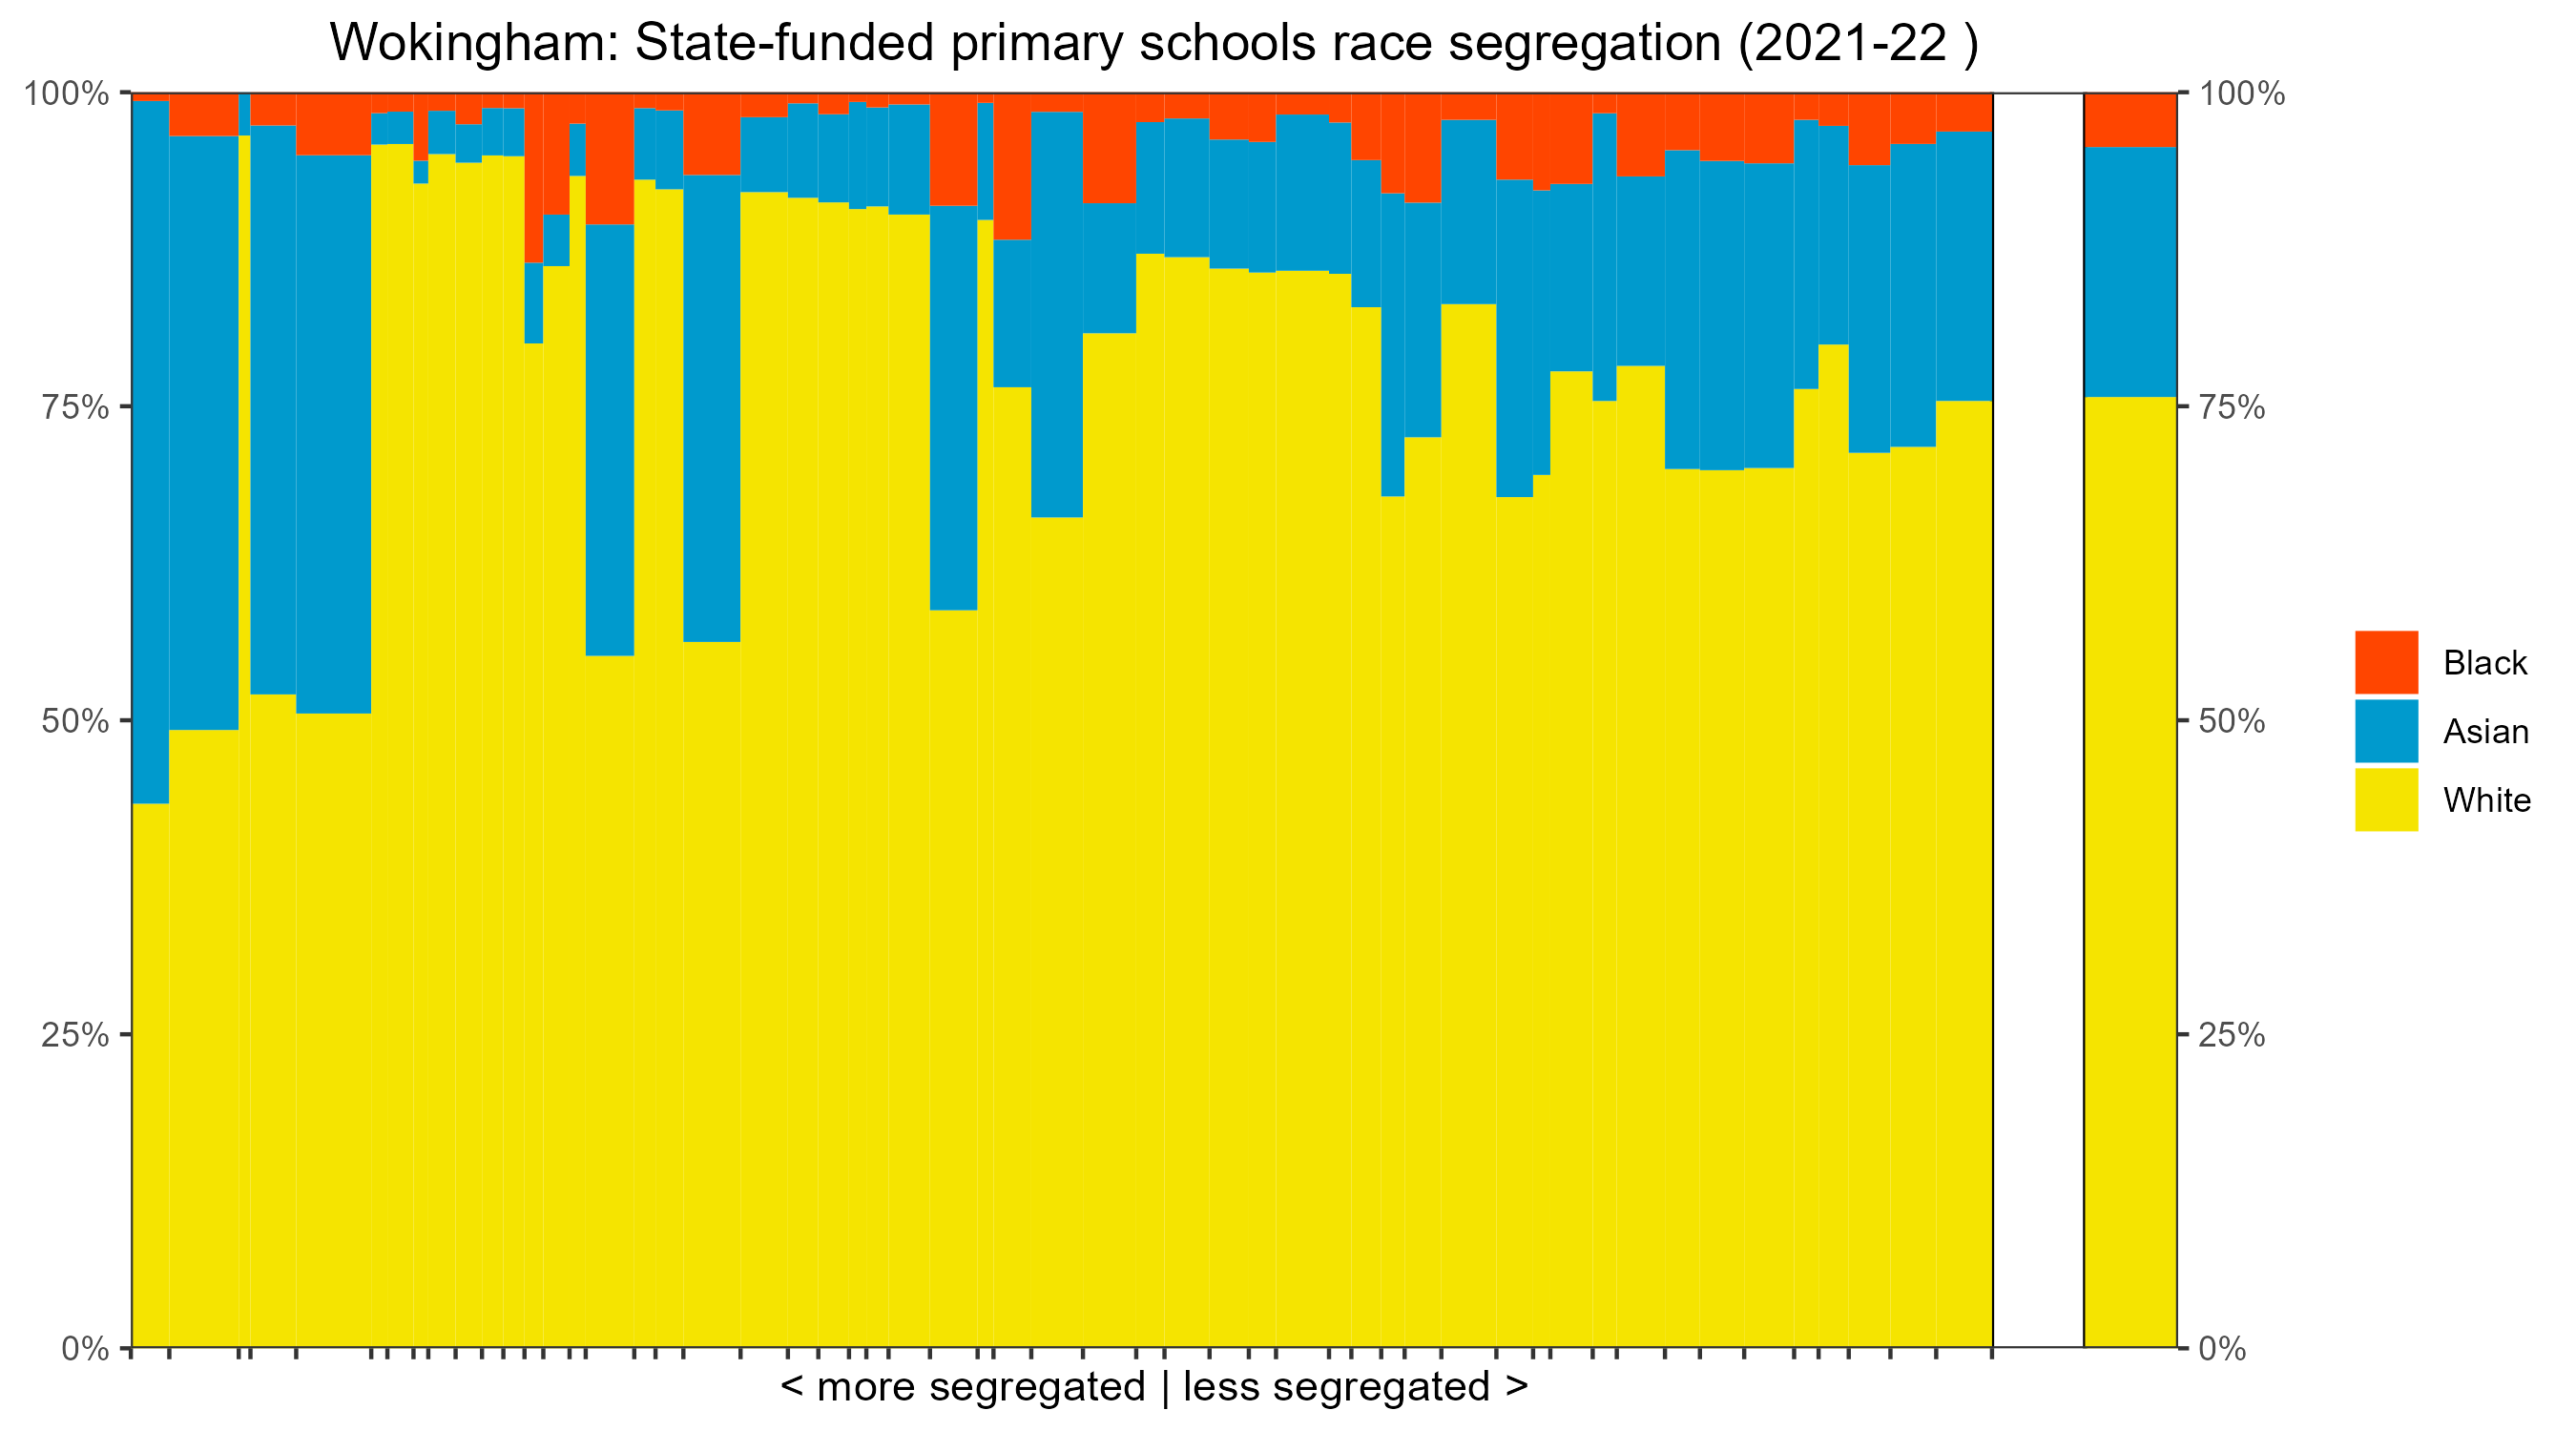 Wokingham: State-funded primary schools race segregation (2021-22 )
100%
75%
50%
25%
0%
100%
75%
50%
25%
0%
Black
Asian
White
< more segregated | less segregated >